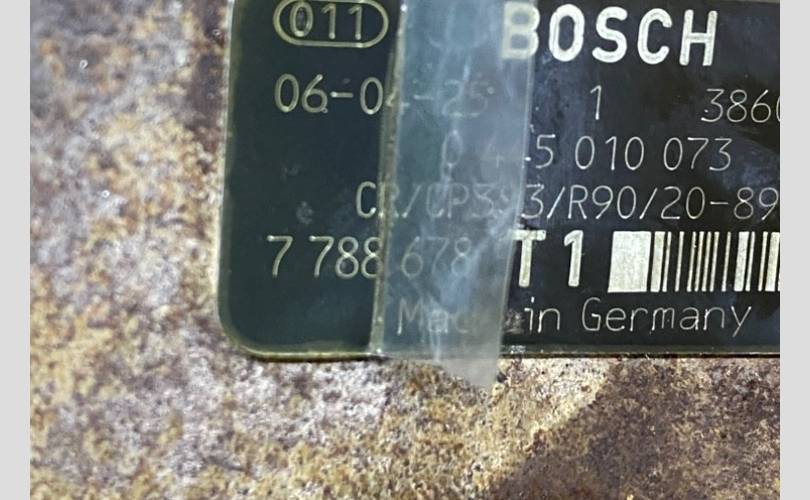 011 BOSCH
06-04-25 1 386
0 445 010 073
CR/CP3S3/R90/20-89
7 788 678 T1
Made in Germany